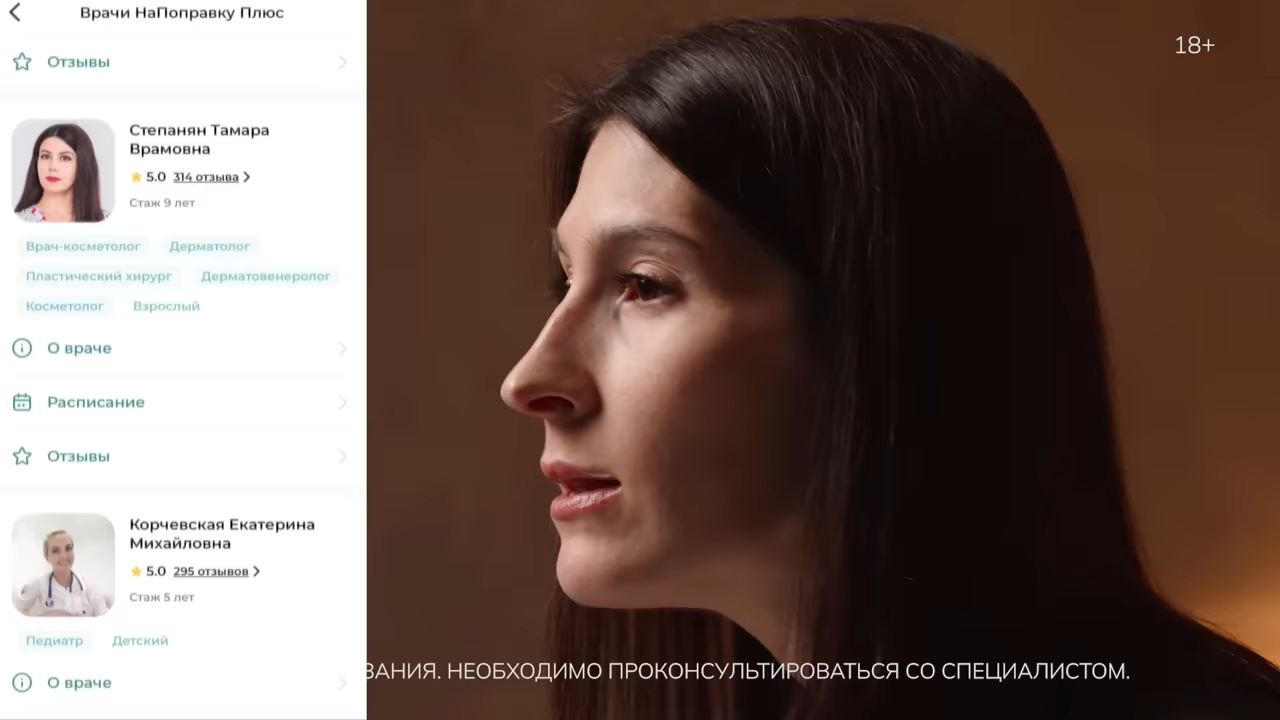 Врачи НаПоправку Плюс
Отзывы
Степанян Тамара
Врамовна
5.0 314 отзыва
Стаж 9 лет
Врач-косметолог Дерматолог
Пластический хирург Дерматовенеролог
Косметолог Взрослый
О враче
Расписание
Отзывы
Корчевская Екатерина
Михайловна
5.0 295 отзывов
Стаж 5 лет
Педиатр Детский
О враче
18+
НЕОБХОДИМО ПРОКОНСУЛЬТИРОВАТЬСЯ СО СПЕЦИАЛИСТОМ.